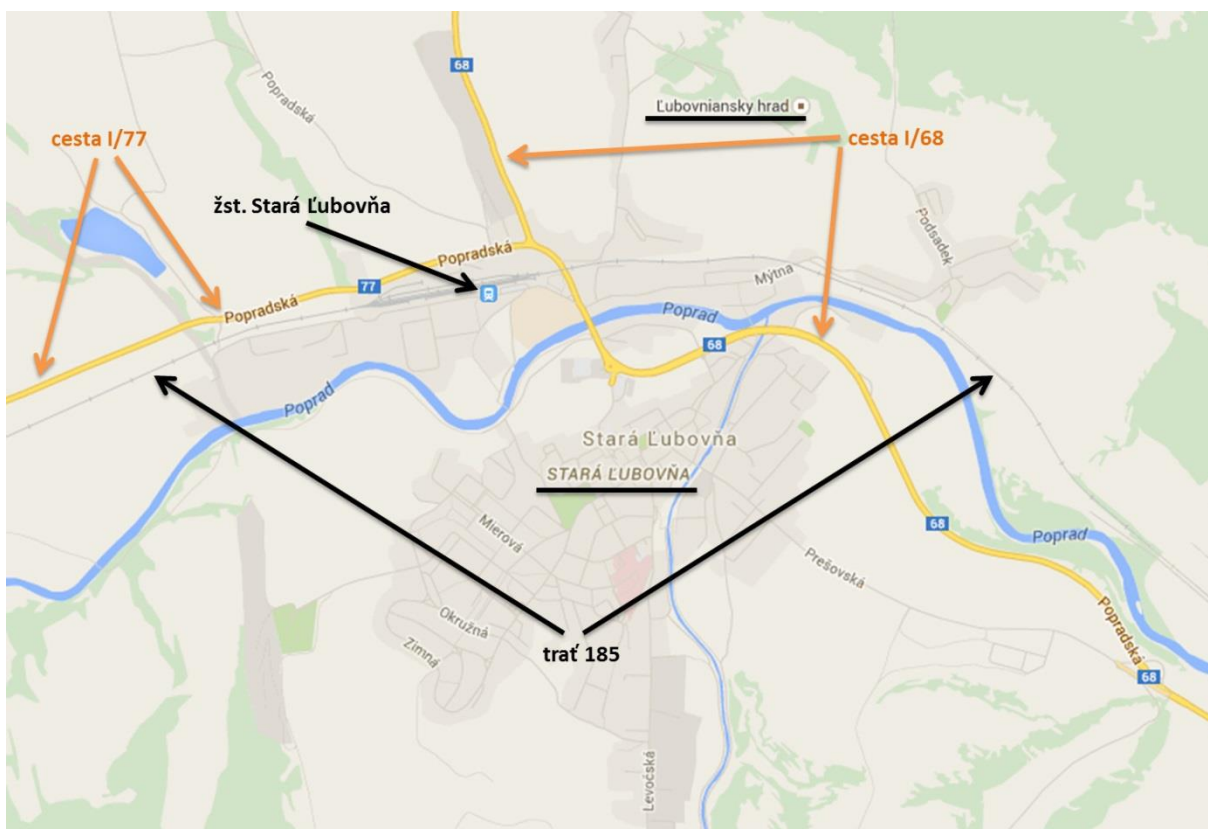 68
Popradská
Ľubovniansky hrad
cesta I/77
cesta I/68
žst. Stará Ľubovňa
Podsadek
Popradská
77
Popradská
Mýtna
Poprad
68
Poprad
Stará Ľubovňa
STARÁ ĽUBOVŇA
Mierová
68
Poprad
Prešovská
Okružná
Zimná
trať 185
Popradská
68
Levočská